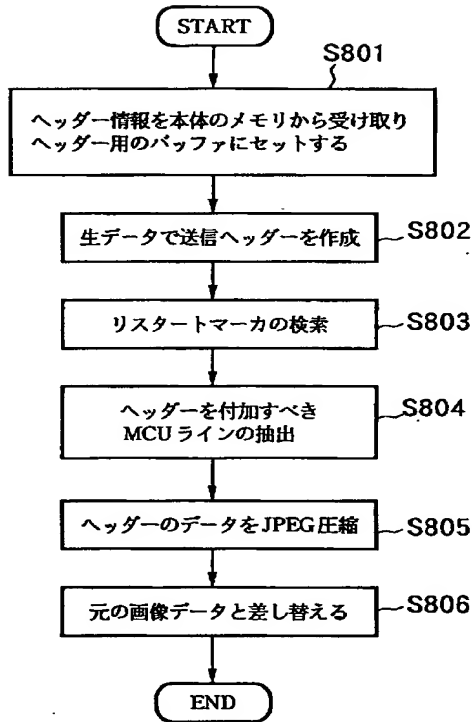 START
S801
ヘッダー情報を本体のメモリから受け取り
ヘッダー用のバッファにセットする
生データで送信ヘッダーを作成
S802
リスタートマーカの検索
S803
ヘッダーを付加すべき
MCUラインの抽出
S804
ヘッダーのデータをJPEG圧縮
S805
元の画像データと差し替える
S806
END